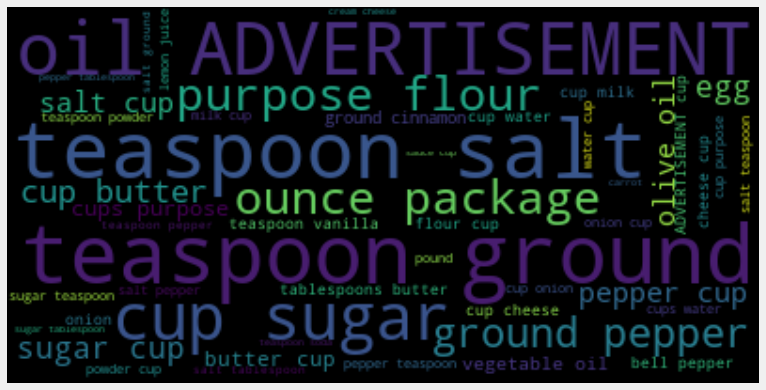 cream cheese
oil ADVERTISEMENT
salt ground
lemon juice
pepper tablespoon
salt cup
purpose flour
cup milk
olive oil
ADVERTISEMENT cup
egg
teaspoon powder
milk cup
ground cinnamon
cup water
water cup
cheese cup
cup purpose
salt teaspoon
teaspoon salt
sauce cup
carrot
cup butter
ounce package
cups purpose
teaspoon pepper
teaspoon vanilla
flour cup
onion cup
teaspoon ground
pound
sugar teaspoon
salt pepper
tablespoons butter
cup onion
pepper cup
cup sugar
cup cheese
cups water
onion
sugar tablespoon
ground pepper
sugar cup
butter cup
powder cup
salt tablespoon
pepper teaspoon
vegetable oil
bell pepper